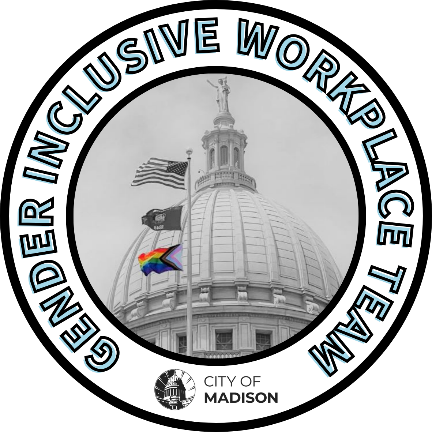 GENDER INCLUSIVE WORKPLACE TEAM
CITY OF
MADISON